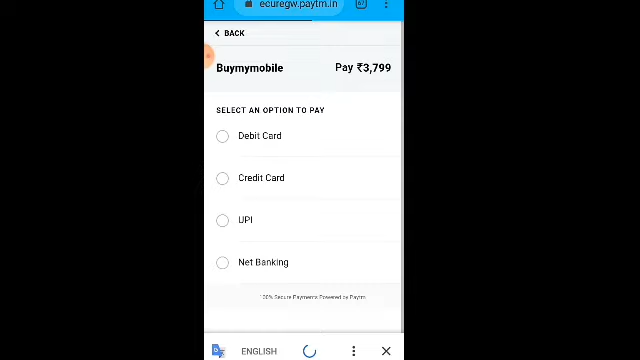 ecuregw.paytm.in
67
BACK
Buymymobile Pay ₹3,799
SELECT AN OPTION TO PAY
Debit Card
Credit Card
UPI
Net Banking
100% Secure Payments Powered by Paytm
ENGLISH